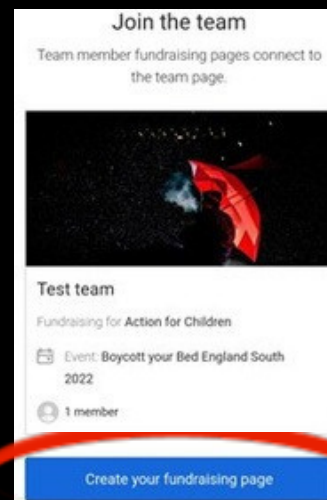 Join the team
Team member fundraising pages connect to
the team page.
Test team
Fundraising for Action for Children
Event: Boycott your Bed England South
2022
1 member
Create your fundraising page